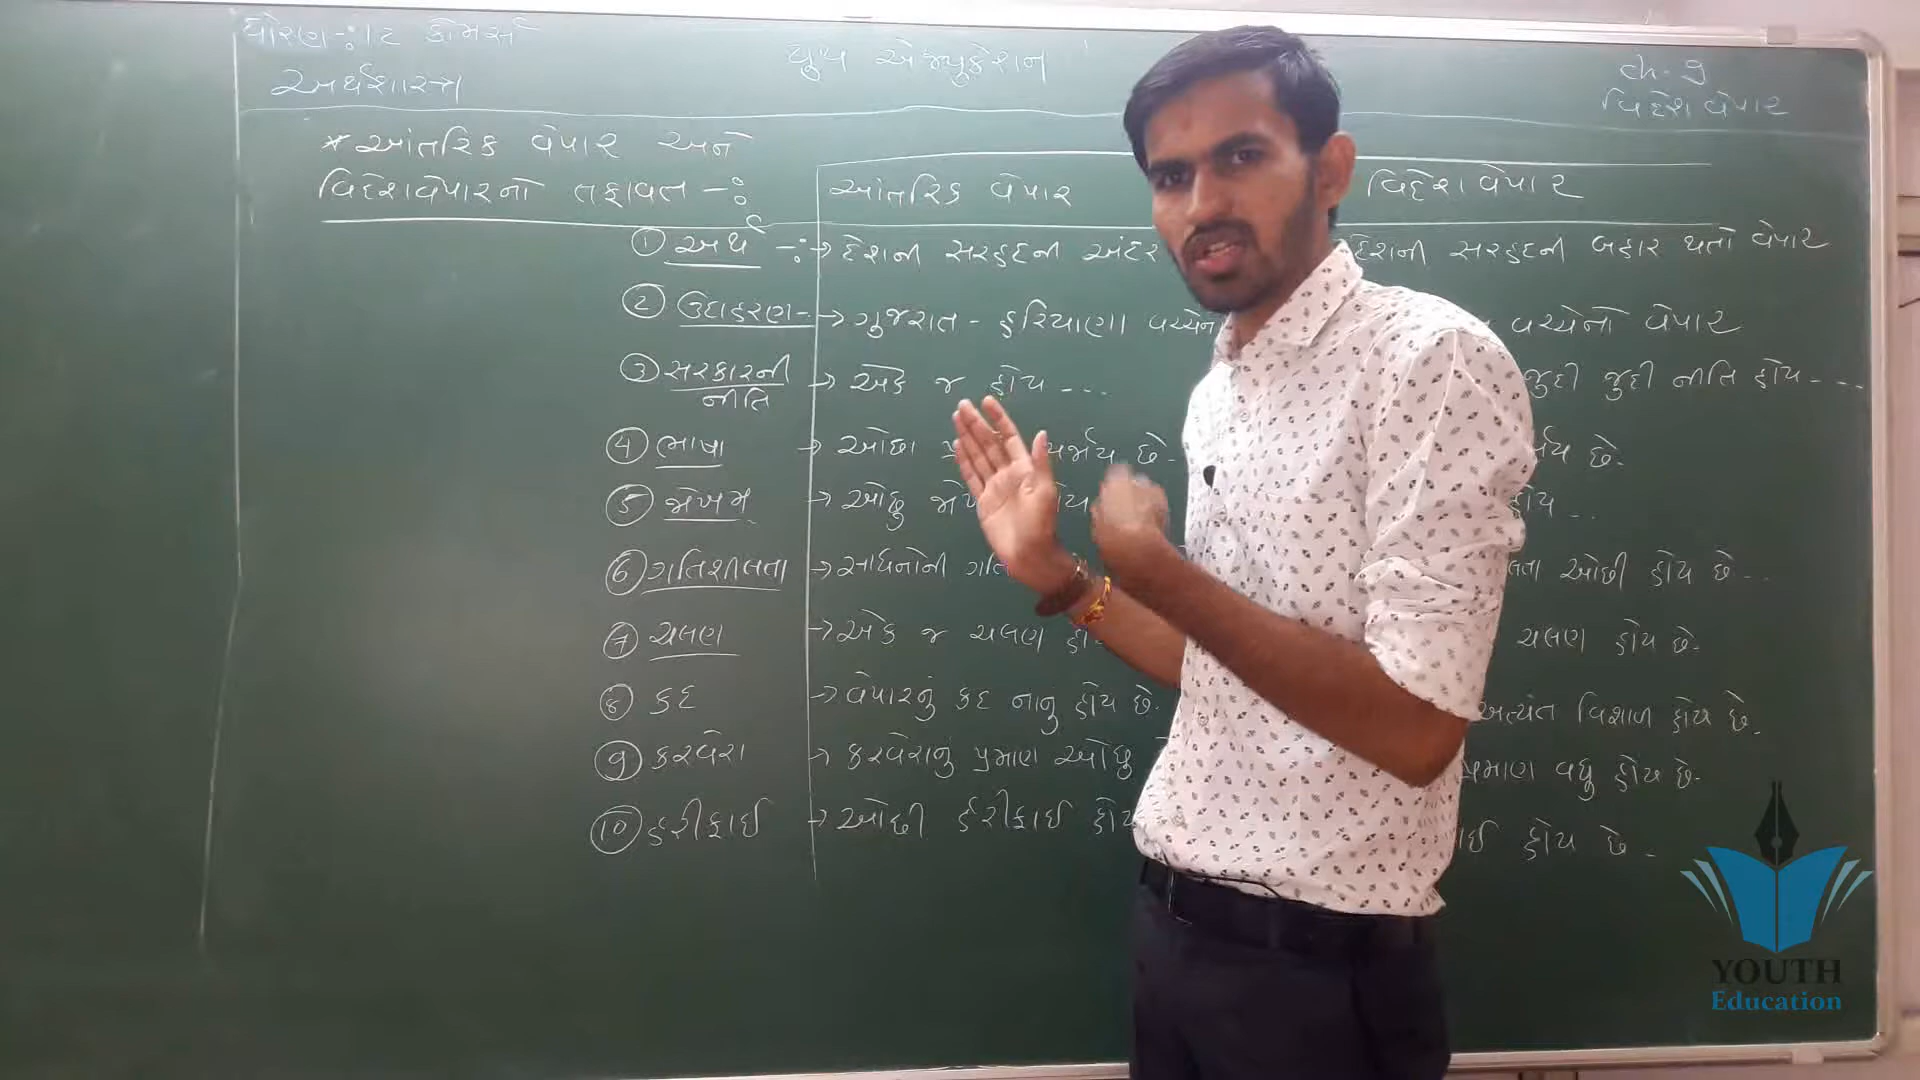 ધોરણ-:12 કોમર્સ
અર્થશાસ્ત્ર
યુથ એજ્યુકેશન
ch-9
વિદેશ વેપાર
* આંતરિક વેપાર અને
વિદેશવેપારનો તફાવત -:
આંતરિક વેપાર વિદેશ વેપાર
① અર્થ -: → દેશની સરહદની અંદર દેશની સરહદની બહાર થતો વેપાર
② ઉદાહરણ- → ગુજરાત - હરિયાણા વચ્ચેનો વેપાર
③ સરકારની નીતિ → એક જ હોય --- જુદી જુદી નીતિ હોય ----
④ ભાષા → ઓછા છે- છે.
⑤ જોખમ → ઓછુ હોય --
⑥ ગતિશીલતા → સાધનોની ઓછી હોય છે --
⑦ ચલણ → એક જ ચલણ ચલણ હોય છે.
⑧ કદ → વેપારનું કદ નાનુ હોય છે. અત્યંત વિશાળ હોય છે.
⑨ કરવેરા → કરવેરાનું પ્રમાણ ઓછુ પ્રમાણ વધુ હોય છે.
⑩ હરીફાઈ → ઓછી હરીફાઈ હોય છે -
YOUTH
Education